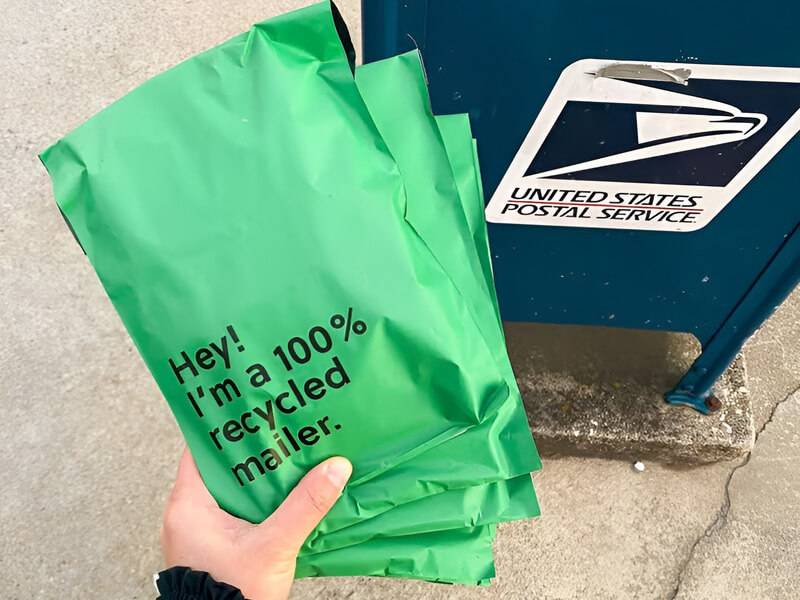 Hey!
I'm a 100%
recycled
mailer.
UNITED STATES
POSTAL SERVICE